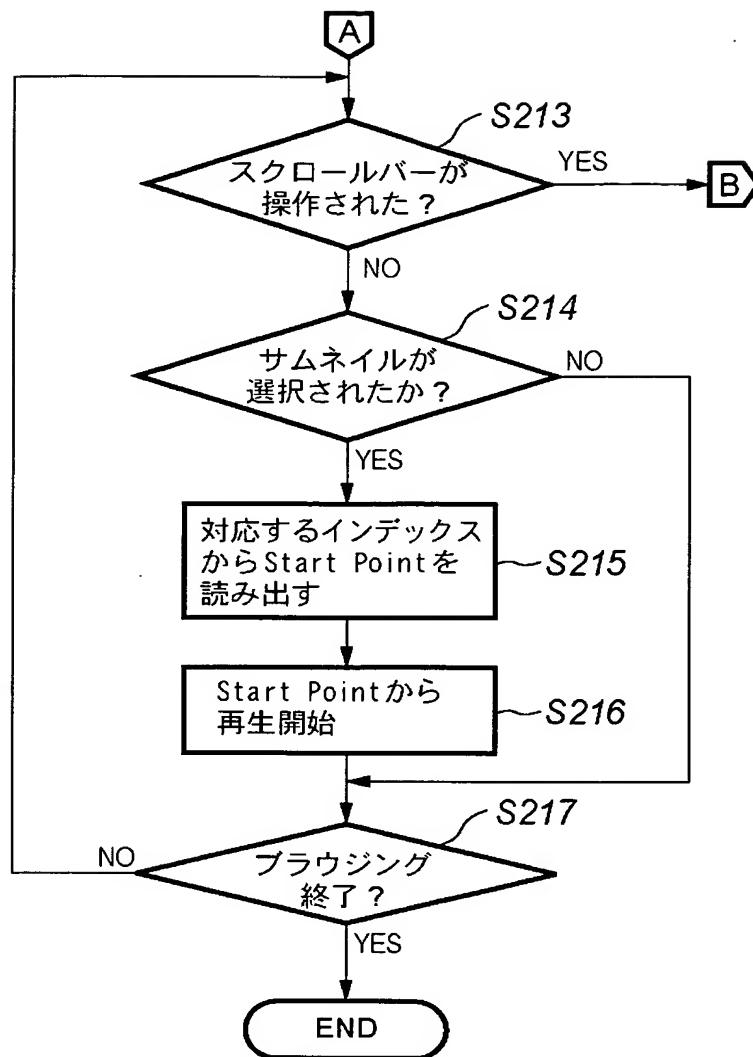 A
S213
スクロールバーが
操作された?
YES
B
NO
S214
サムネイルが
選択されたか?
NO
YES
対応するインデックス
からStart Pointを
読み出す
S215
Start Pointから
再生開始
S216
S217
NO
ブラウジング
終了?
YES
END